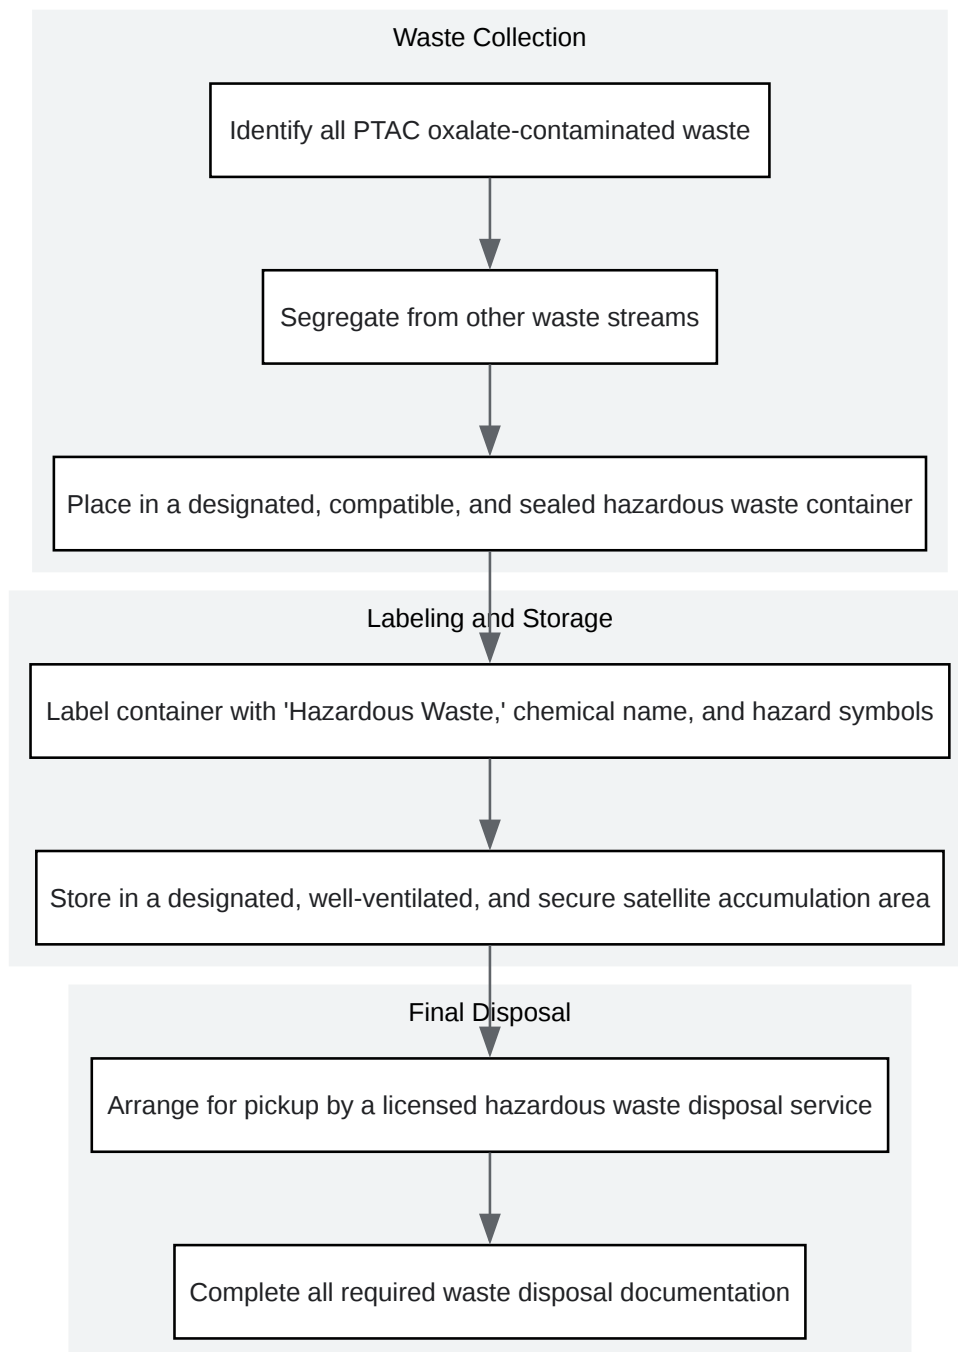 Waste Collection
Identify all PTAC oxalate-contaminated waste
Segregate from other waste streams
Place in a designated, compatible, and sealed hazardous waste container
Labeling and Storage
Label container with 'Hazardous Waste,' chemical name, and hazard symbols
Store in a designated, well-ventilated, and secure satellite accumulation area
Final Disposal
Arrange for pickup by a licensed hazardous waste disposal service
Complete all required waste disposal documentation